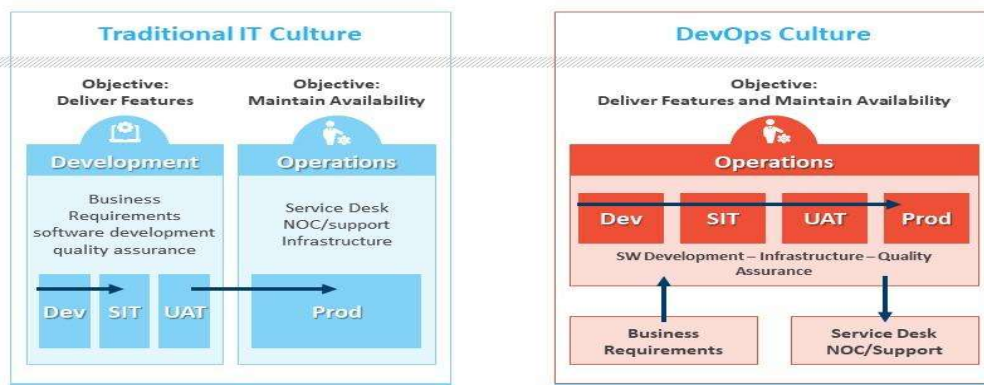 Traditional IT Culture
Objective:
Deliver Features
Objective:
Maintain Availability
Development
Business
Requirements
software development
quality assurance
Dev
SIT
UAT
Operations
Service Desk
NOC/support
Infrastructure
Prod
DevOps Culture
Objective:
Deliver Features and Maintain Availability
Operations
Dev
SIT
UAT
Prod
SW Development – Infrastructure – Quality
Assurance
Business
Requirements
Service Desk
NOC/Support